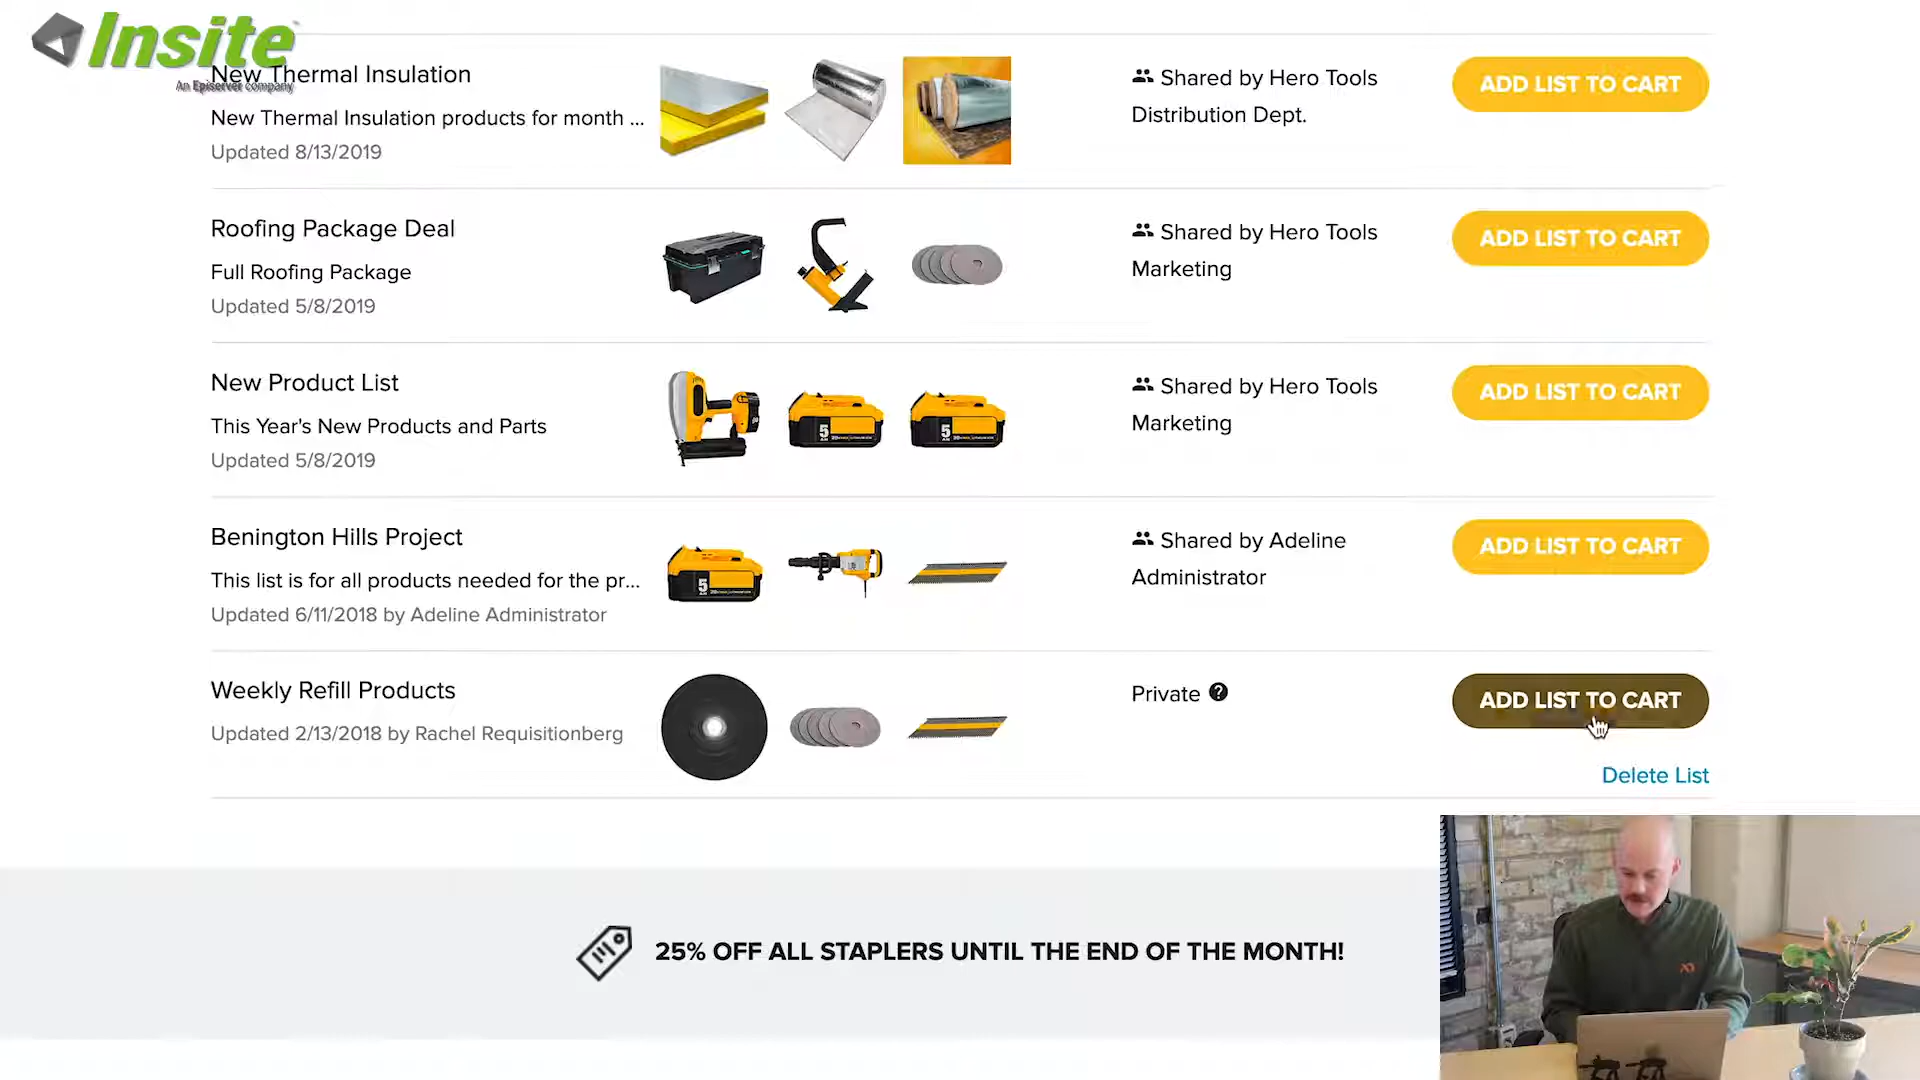 Insite
An Episerver company
New Thermal Insulation
New Thermal Insulation products for month ...
Updated 8/13/2019
Shared by Hero Tools
Distribution Dept.
ADD LIST TO CART
Roofing Package Deal
Full Roofing Package
Updated 5/8/2019
Shared by Hero Tools
Marketing
ADD LIST TO CART
New Product List
This Year's New Products and Parts
Updated 5/8/2019
5
5
Shared by Hero Tools
Marketing
ADD LIST TO CART
Benington Hills Project
This list is for all products needed for the pr...
Updated 6/11/2018 by Adeline Administrator
5
Shared by Adeline
Administrator
ADD LIST TO CART
Weekly Refill Products
Updated 2/13/2018 by Rachel Requisitionberg
Private ?
ADD LIST TO CART
Delete List
25% OFF ALL STAPLERS UNTIL THE END OF THE MONTH!